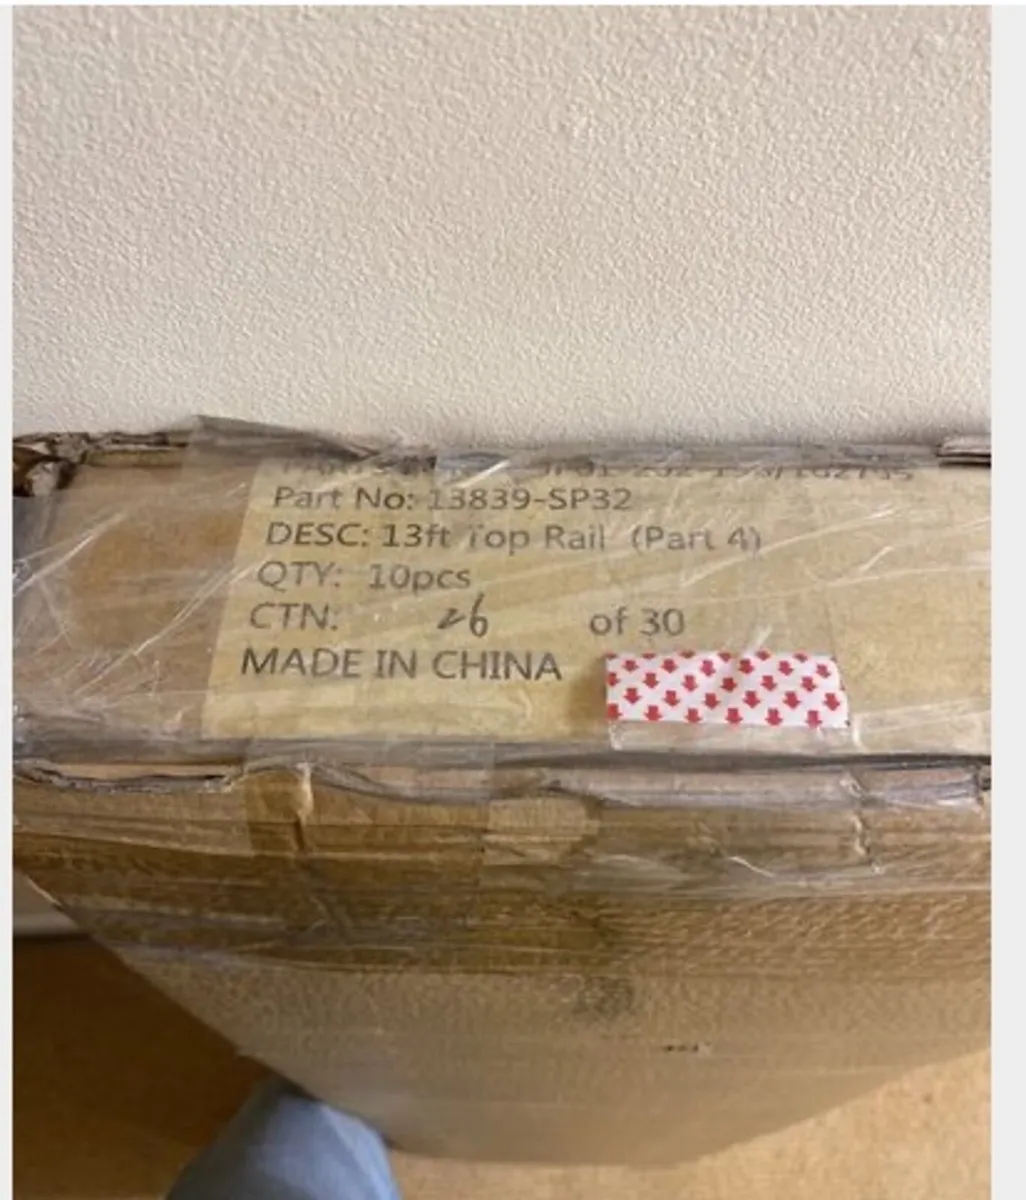 Part No: 13839-SP32
DESC: 13ft Top Rail (Part 4)
QTY: 10pcs
CTN: 26 of 30
MADE IN CHINA